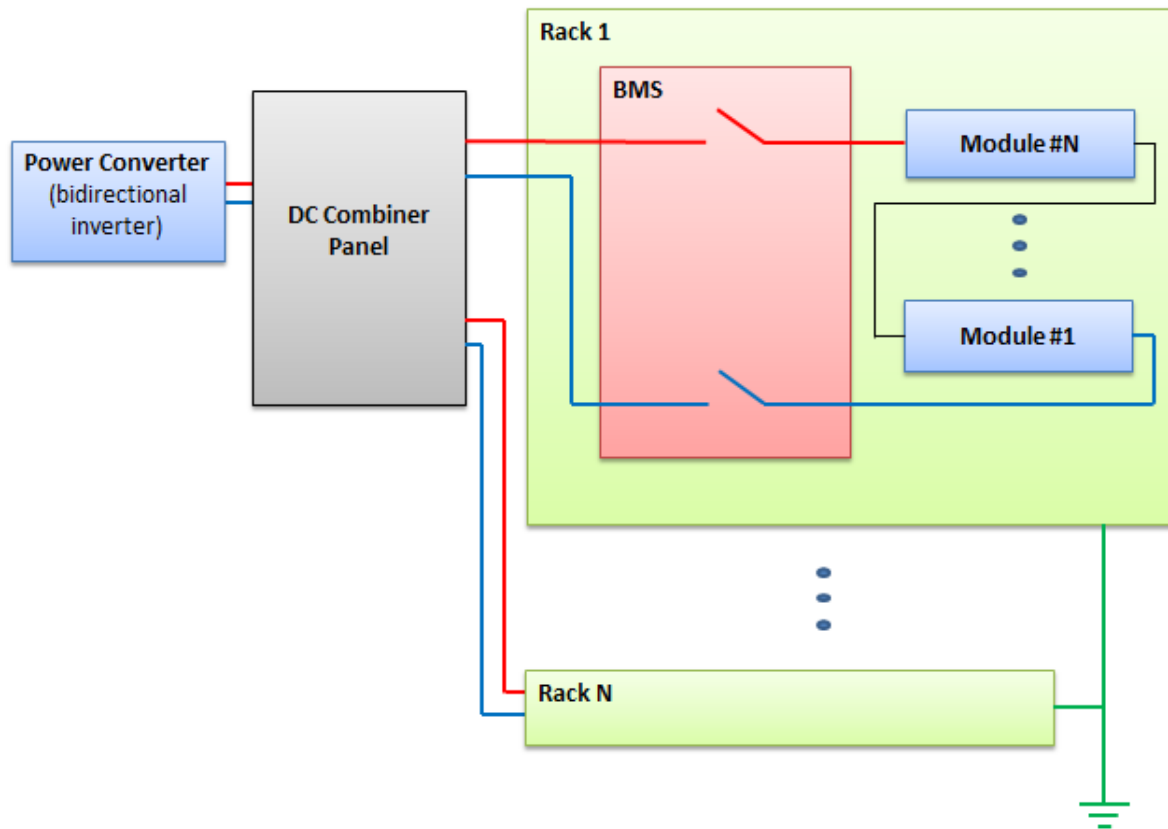 Rack 1
BMS
Module #N
Power Converter
(bidirectional
inverter)
DC Combiner
Panel
Module #1
Rack N